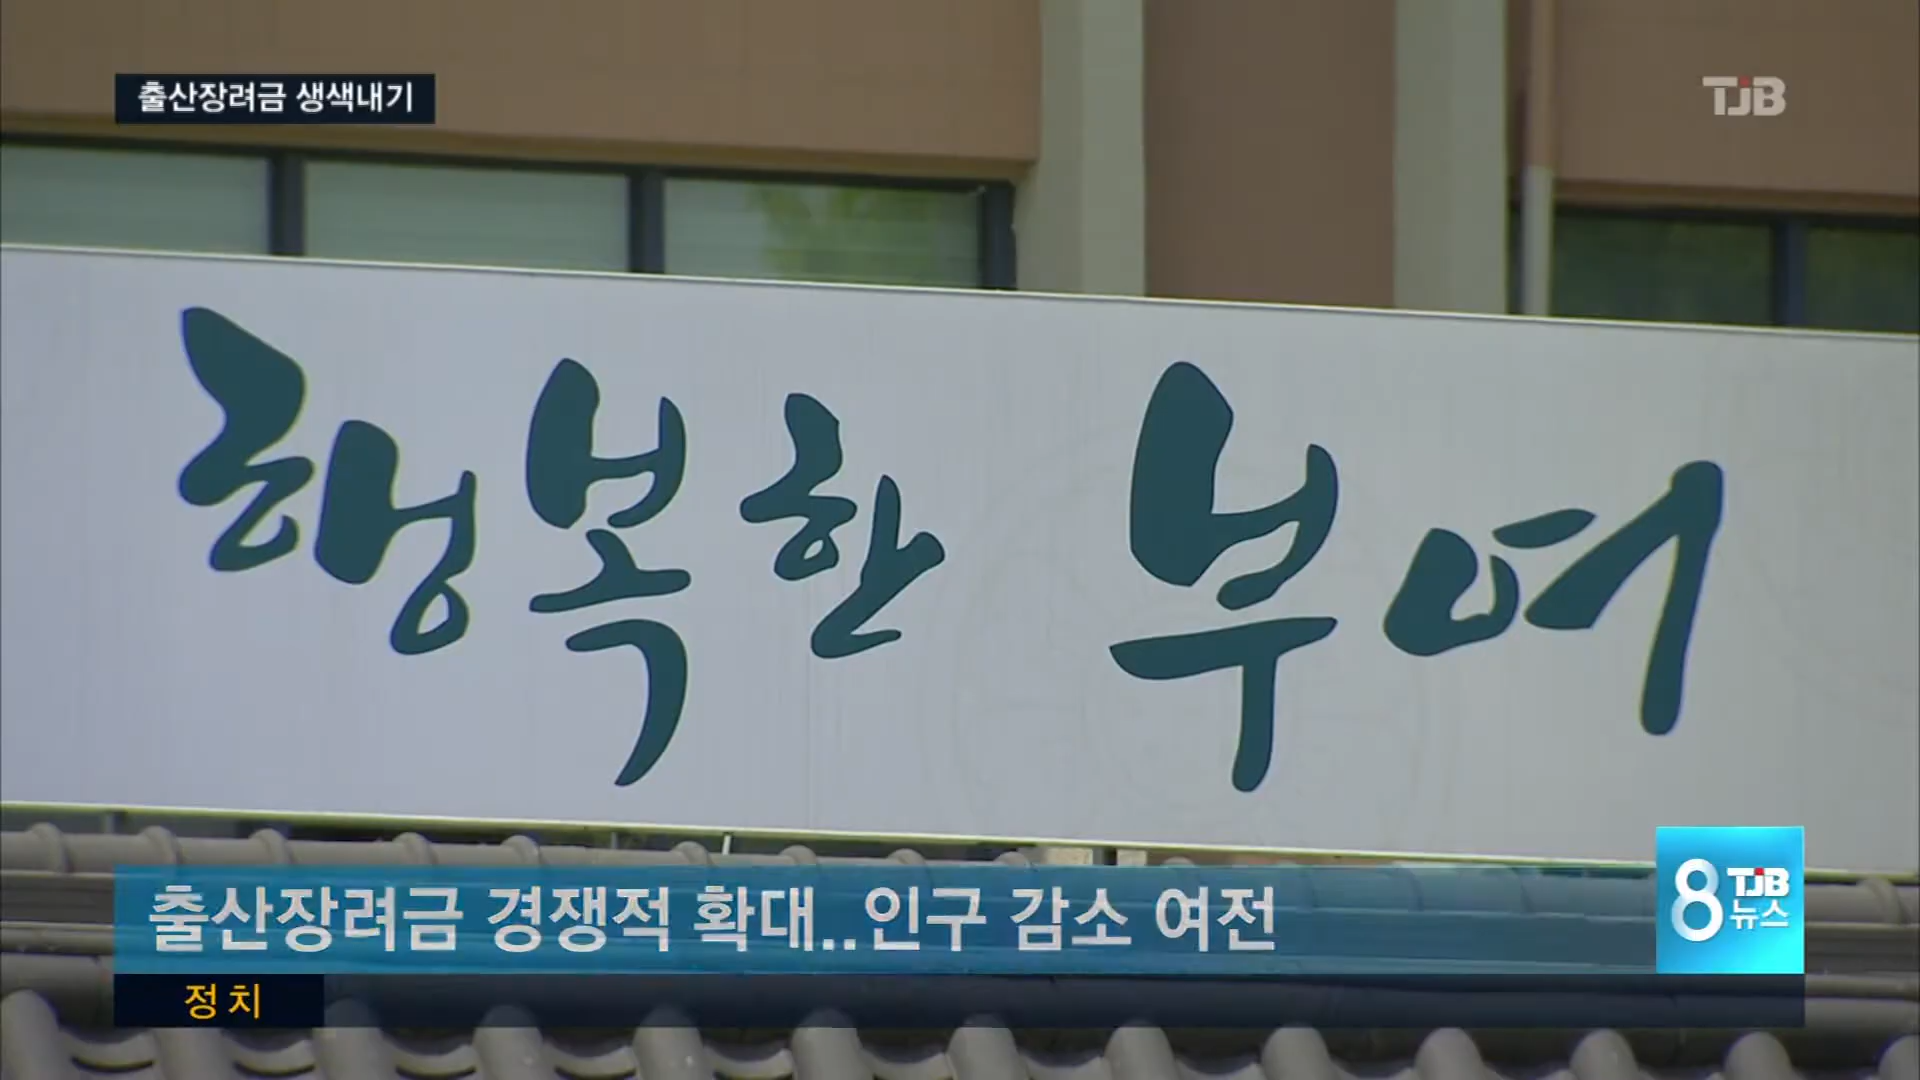 출산장려금 생색내기
TJB
행복한 부여
출산장려금 경쟁적 확대..인구 감소 여전
8 TJB 뉴스
정치